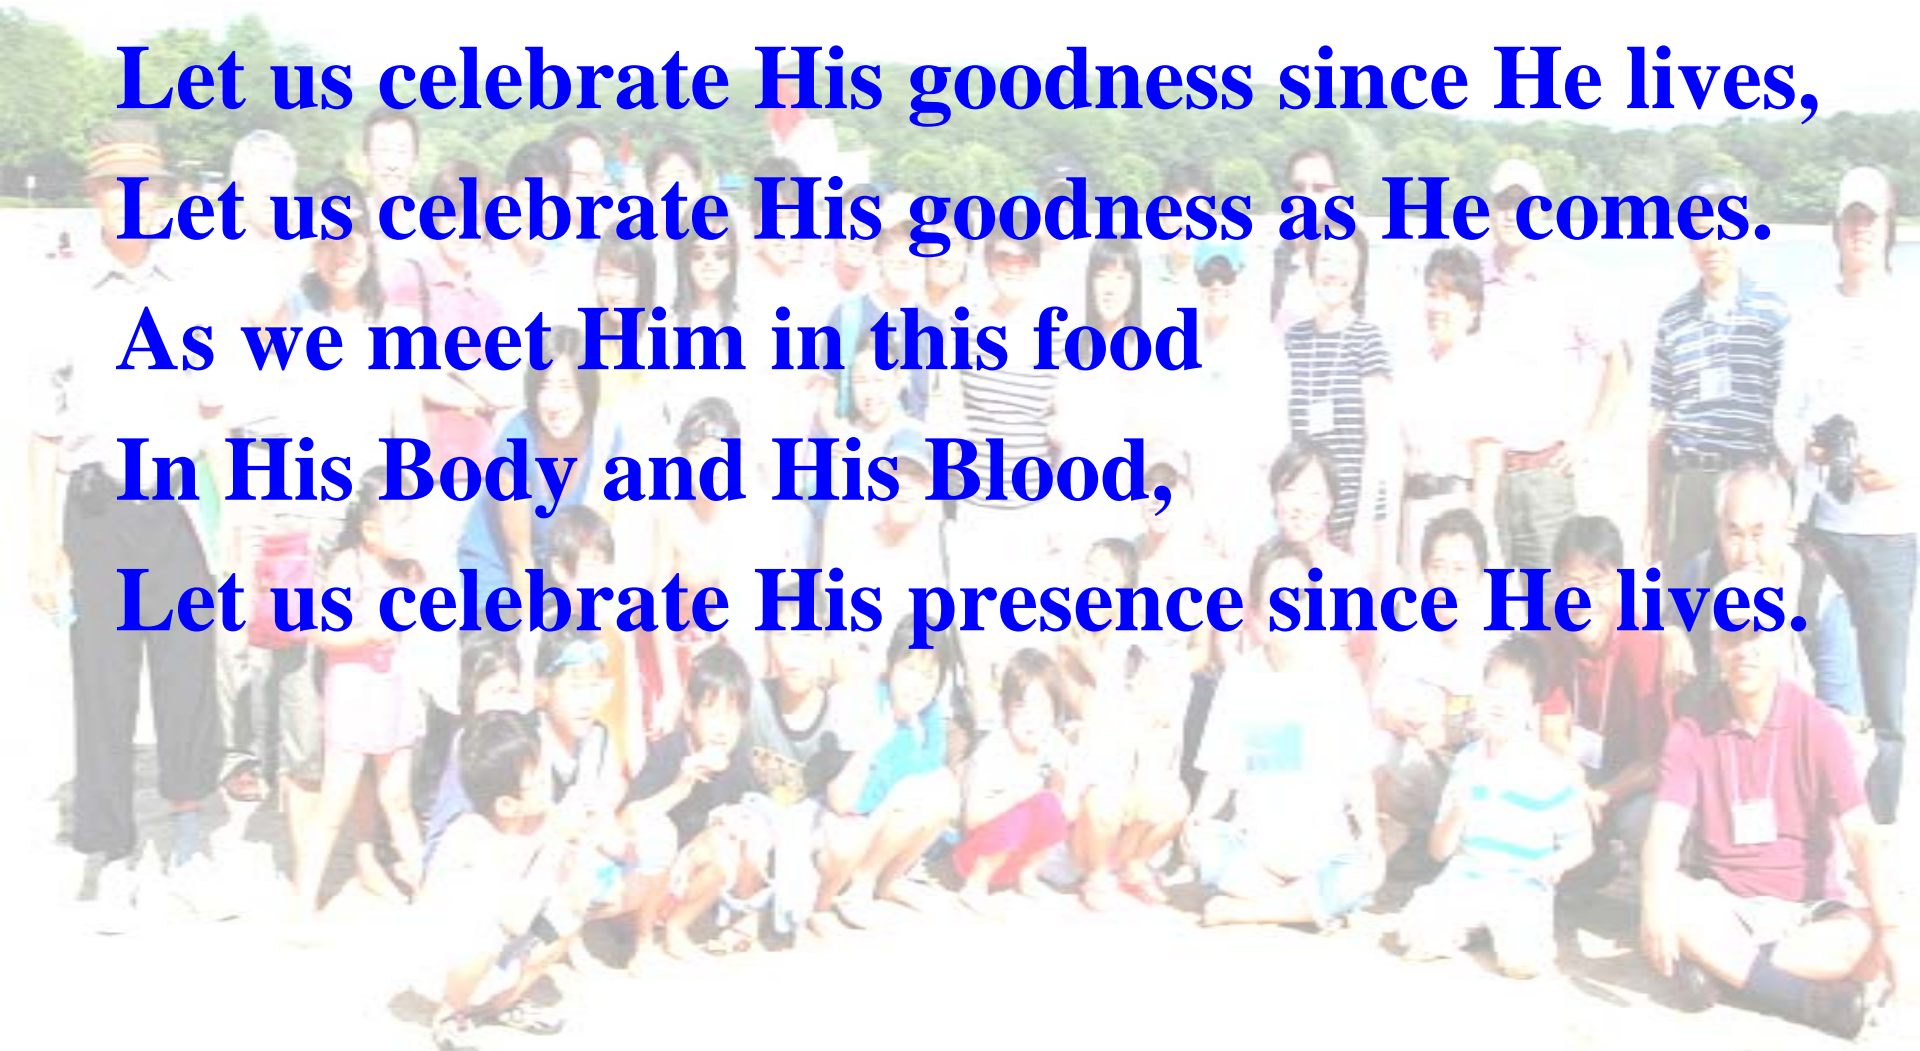 Let us celebrate His goodness since He lives,
Let us celebrate His goodness as He comes.
As we meet Him in this food
In His Body and His Blood,
Let us celebrate His presence since He lives.